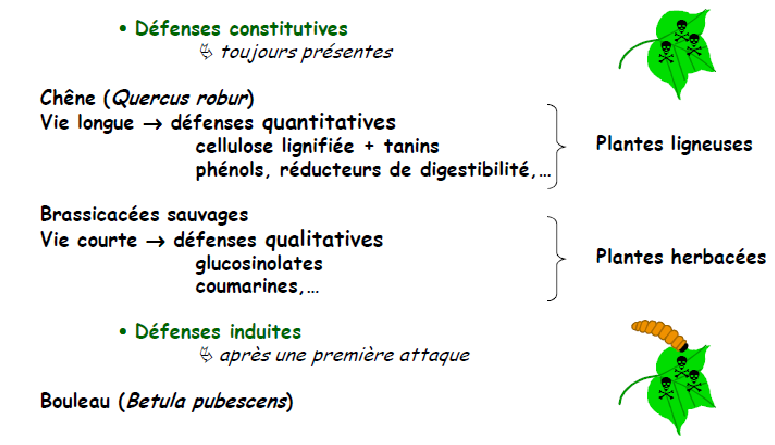 • Défenses constitutives
toujours présentes
Chêne (Quercus robur)
Vie longue → défenses quantitatives
cellulose lignifiée + tanins
phénols, réducteurs de digestibilité,…
Plantes ligneuses
Brassicacées sauvages
Vie courte → défenses qualitatives
glucosinolates
coumarines,…
Plantes herbacées
• Défenses induites
après une première attaque
Bouleau (Betula pubescens)